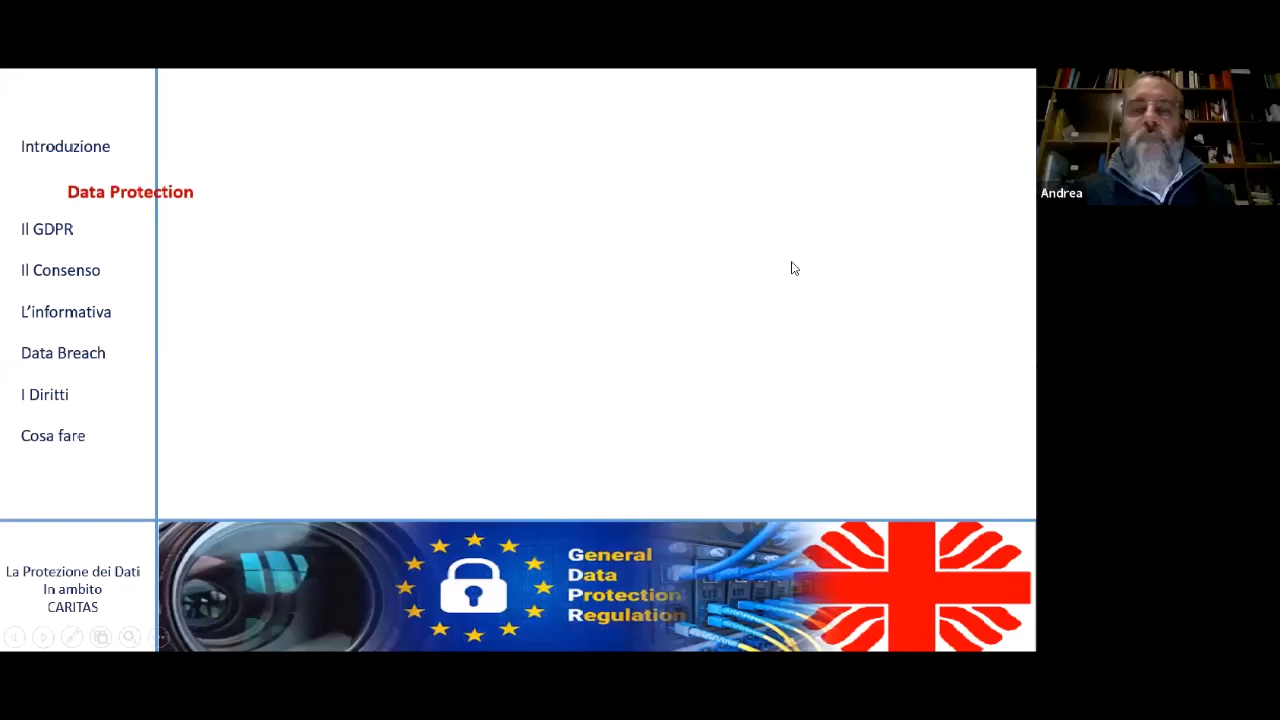 Introduzione
Data Protection
Il GDPR
Il Consenso
L'informativa
Data Breach
I Diritti
Cosa fare
La Protezione dei Dati
In ambito
CARITAS
General
Data
Protection
Regulation
Andrea